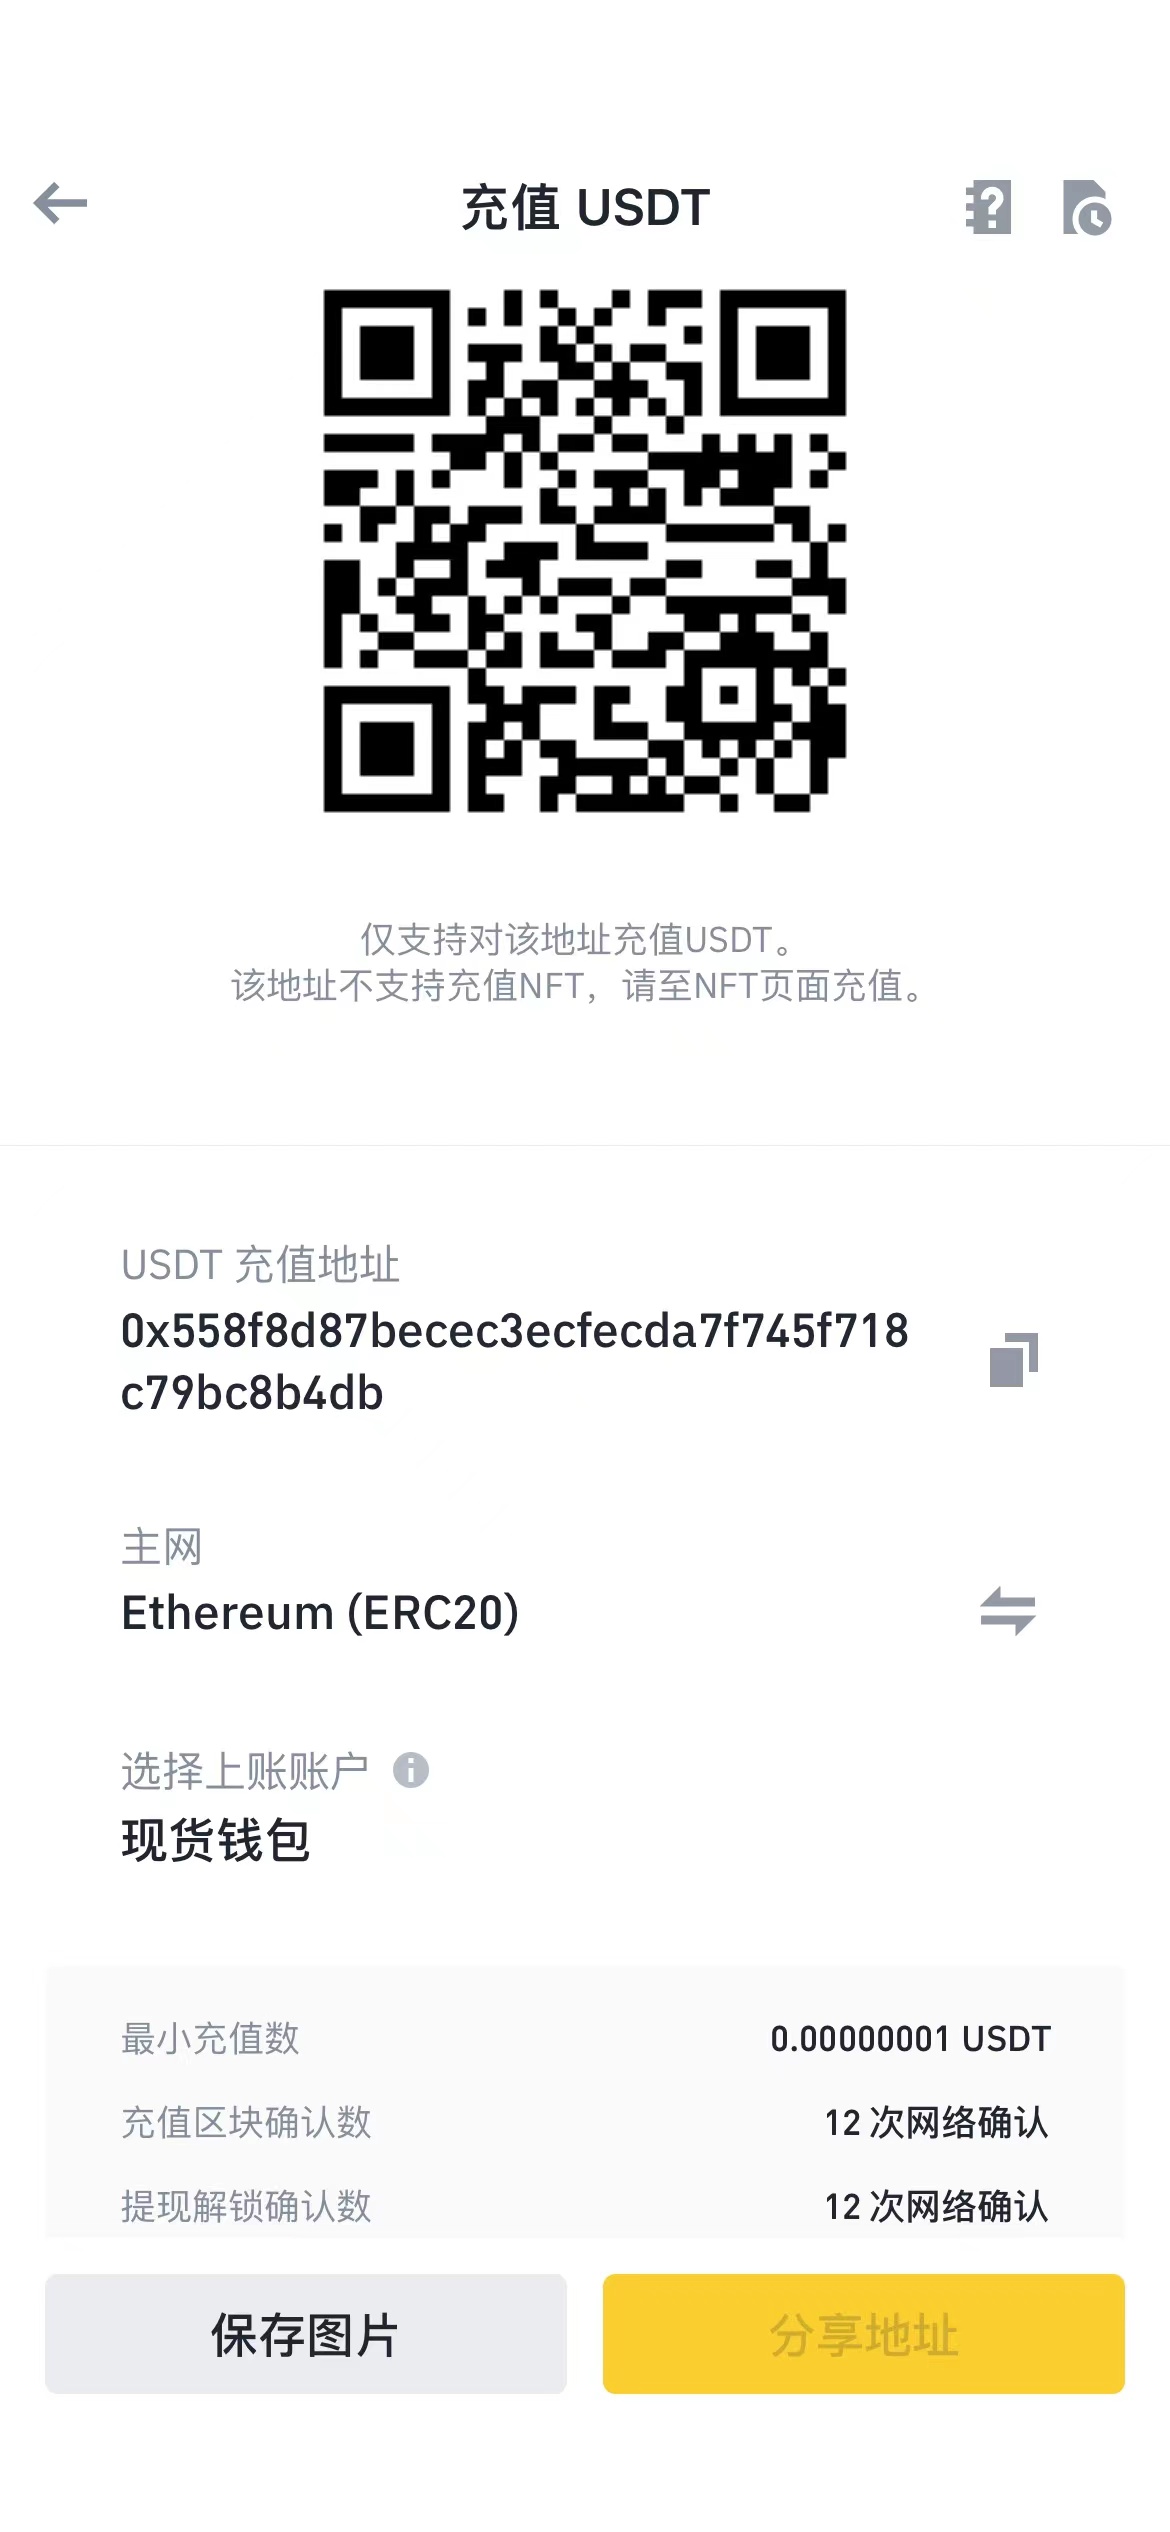 充值 USDT
仅支持对该地址充值USDT。
该地址不支持充值NFT，请至NFT页面充值。
USDT 充值地址
0x558f8d87becec3ecfecda7f745f718
c79bc8b4db
主网
Ethereum (ERC20)
选择上账账户
现货钱包
最小充值数 0.00000001 USDT
充值区块确认数 12 次网络确认
提现解锁确认数 12 次网络确认
保存图片 分享地址